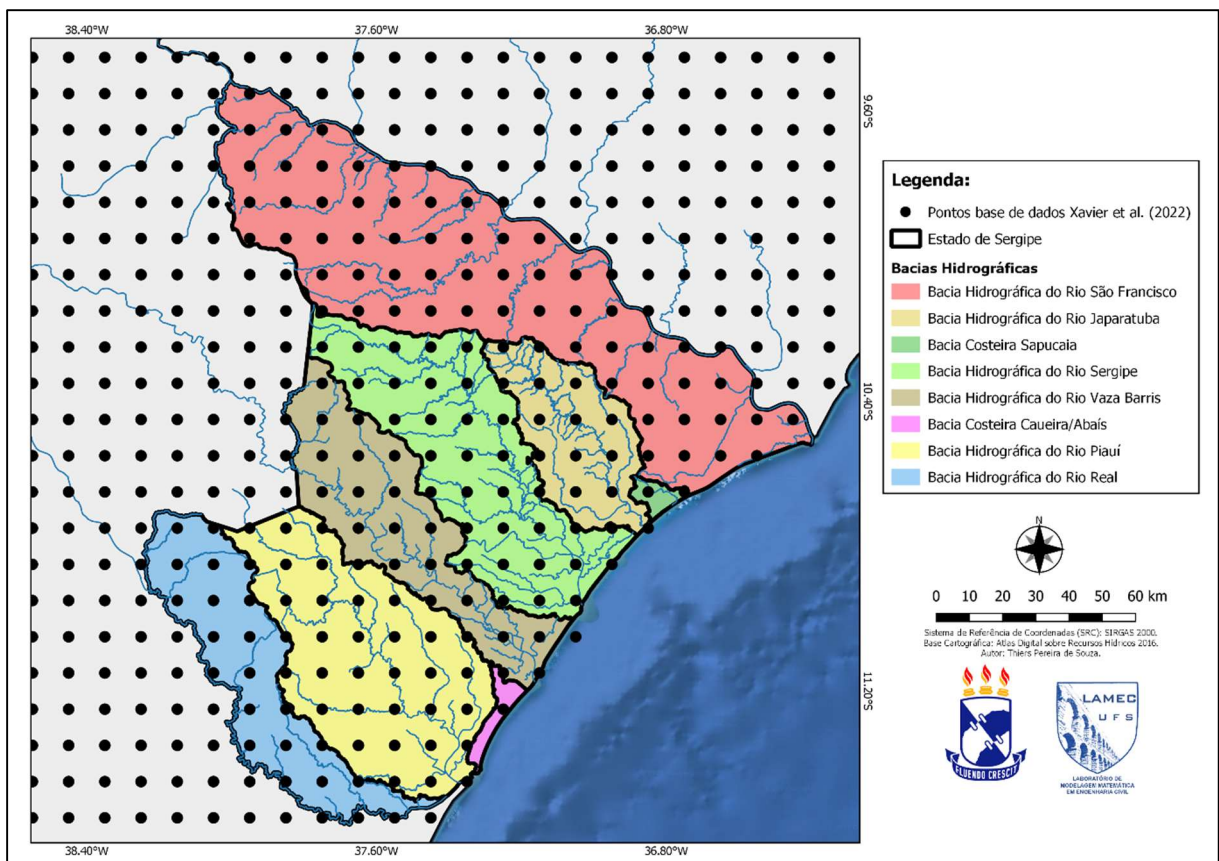 38.40°W 37.60°W 36.80°W
9.60°S
10.40°S
11.20°S
38.40°W 37.60°W 36.80°W
Legenda:
Pontos base de dados Xavier et al. (2022)
Estado de Sergipe
Bacias Hidrográficas
Bacia Hidrográfica do Rio São Francisco
Bacia Hidrográfica do Rio Japaratuba
Bacia Costeira Sapucaia
Bacia Hidrográfica do Rio Sergipe
Bacia Hidrográfica do Rio Vaza Barris
Bacia Costeira Caueira/Abaís
Bacia Hidrográfica do Rio Piauí
Bacia Hidrográfica do Rio Real
N
0 10 20 30 40 50 60 km
Sistema de Referência de Coordenadas (SRC): SIRGAS 2000.
Base Cartográfica: Atlas Digital sobre Recursos Hídricos 2016.
Autor: Thiers Pereira de Souza.
FLUENDO CRESCIT
LAMEC
UFS
LABORATÓRIO DE
MODELAGEM MATEMÁTICA
EM ENGENHARIA CIVIL